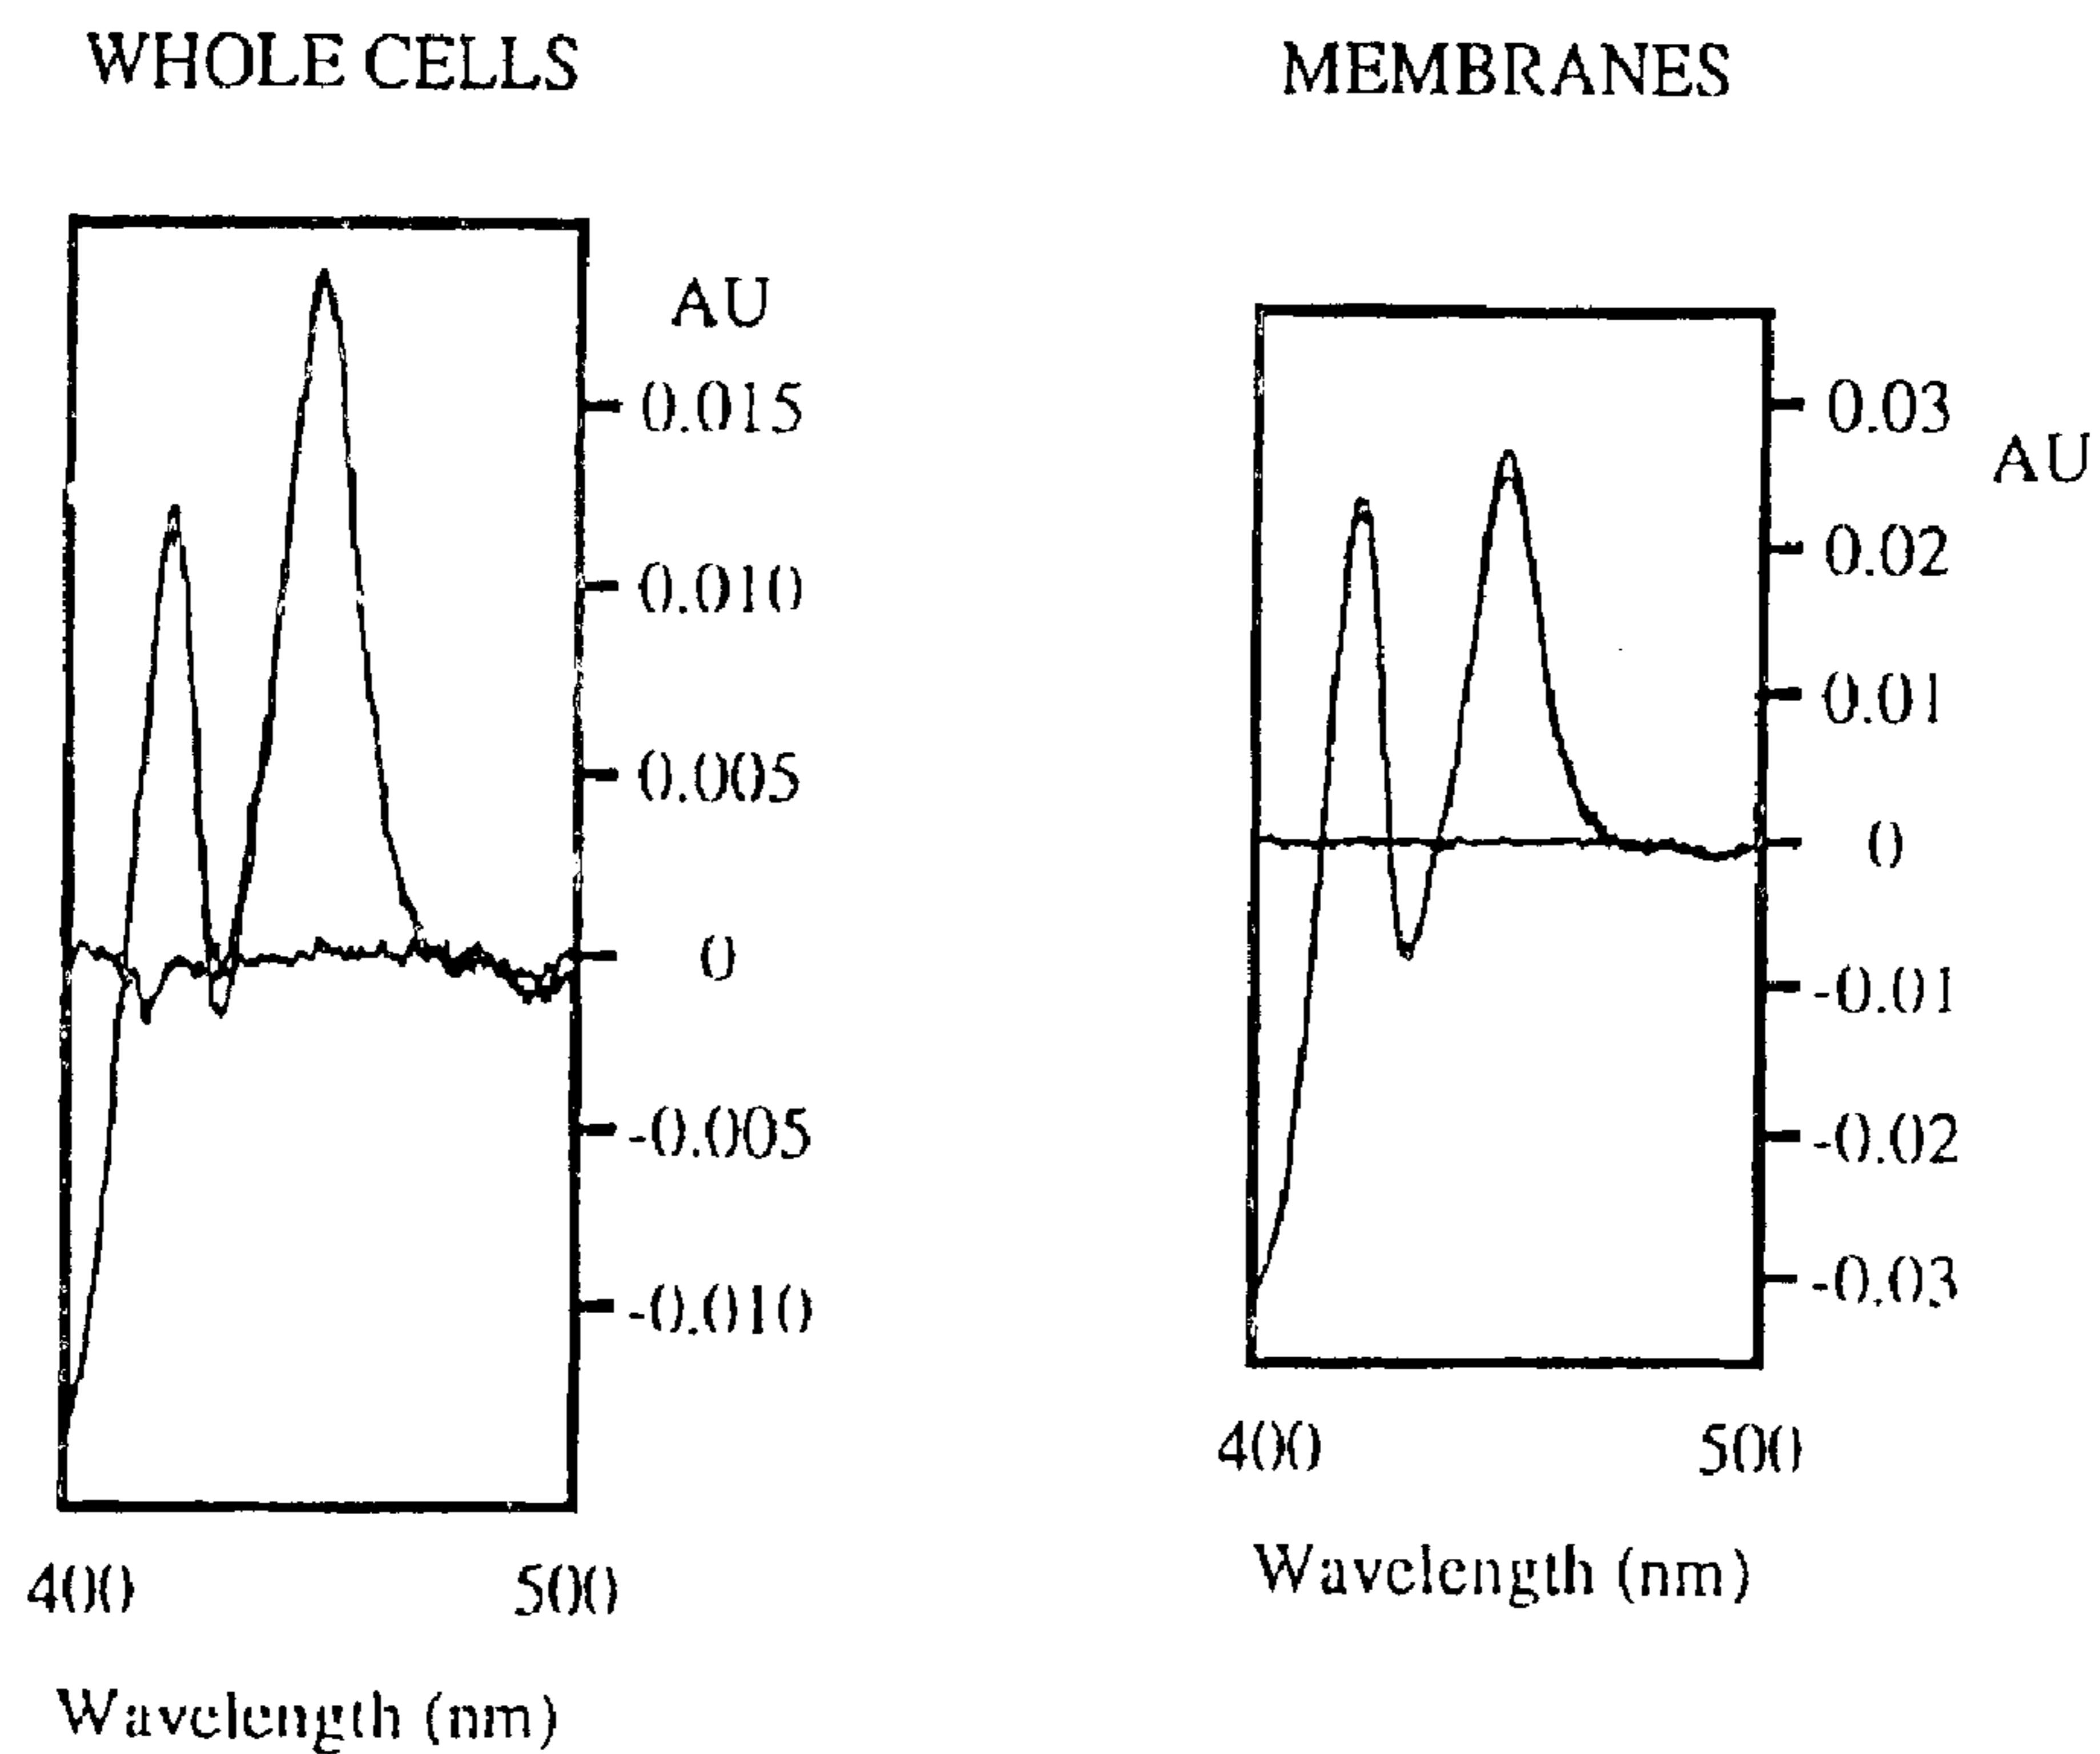 WHOLE CELLS
AU
0.015
0.010
0.005
0
-0.005
-0.010
400 500
Wavelength (nm)
MEMBRANES
0.03
AU
0.02
0.01
0
-0.01
-0.02
-0.03
400 500
Wavelength (nm)